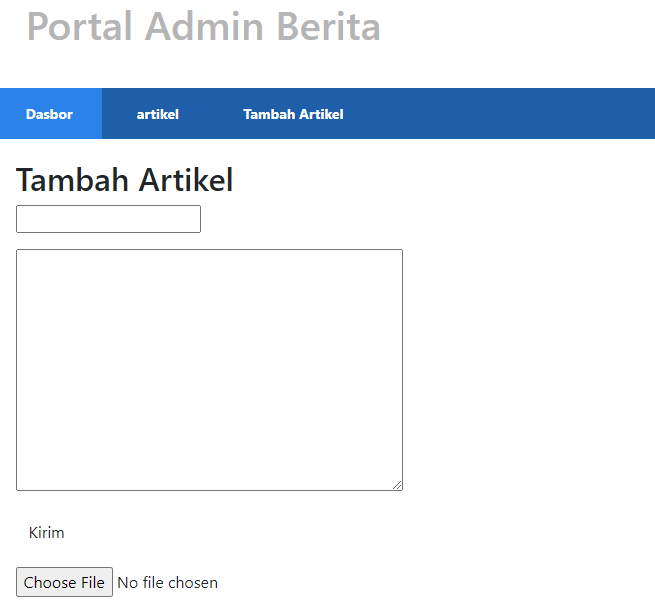 Portal Admin Berita
Dasbor artikel Tambah Artikel
Tambah Artikel
Kirim
Choose File No file chosen